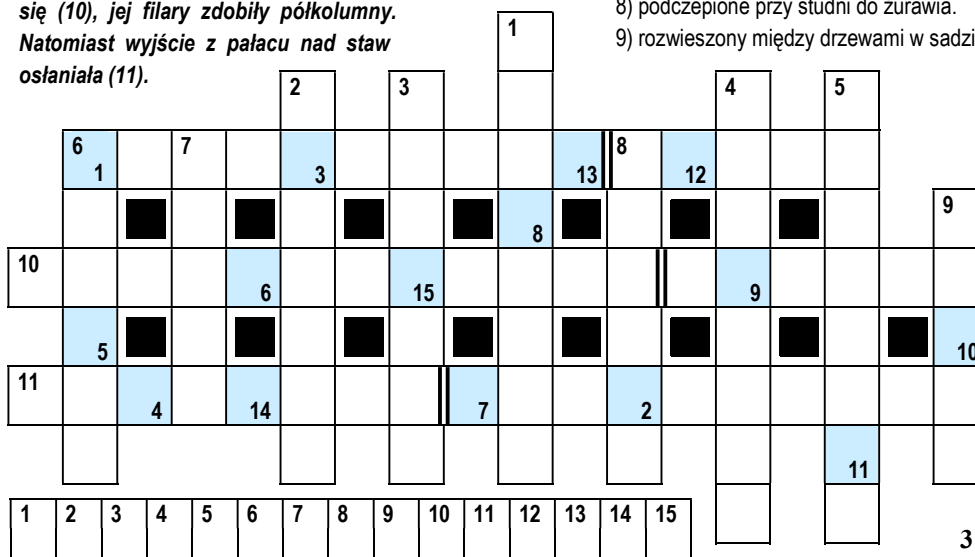 się (10), jej filary zdobiły półkolumny.
Natomiast wyjście z pałacu nad staw
osłaniała (11).
8) podczepione przy studni do żurawia.
9) rozwieszony między drzewami w
1
2 3 4 5
6 1 7 3 13 8 12
8 9
10 6 15 9
5 10
11 4 14 7 2
11
1 2 3 4 5 6 7 8 9 10 11 12 13 14 15
3